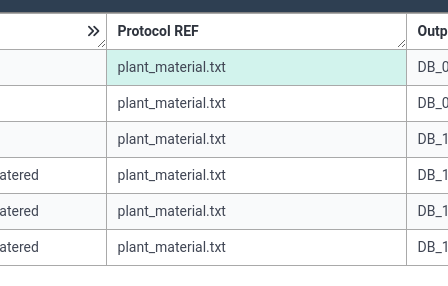 Protocol REF Outp
plant_material.txt DB_0
plant_material.txt DB_0
plant_material.txt DB_1
atered plant_material.txt DB_1
atered plant_material.txt DB_1
atered plant_material.txt DB_1